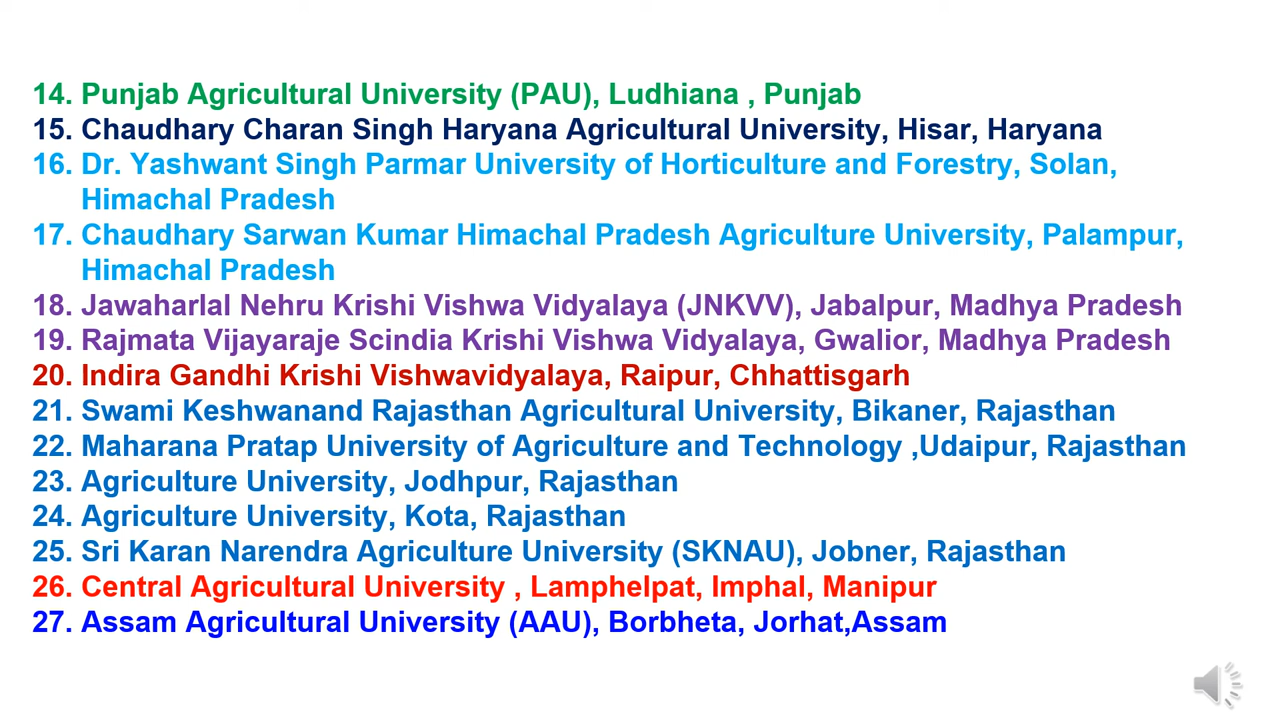 14. Punjab Agricultural University (PAU), Ludhiana , Punjab
15. Chaudhary Charan Singh Haryana Agricultural University, Hisar, Haryana
16. Dr. Yashwant Singh Parmar University of Horticulture and Forestry, Solan,
Himachal Pradesh
17. Chaudhary Sarwan Kumar Himachal Pradesh Agriculture University, Palampur,
Himachal Pradesh
18. Jawaharlal Nehru Krishi Vishwa Vidyalaya (JNKVV), Jabalpur, Madhya Pradesh
19. Rajmata Vijayaraje Scindia Krishi Vishwa Vidyalaya, Gwalior, Madhya Pradesh
20. Indira Gandhi Krishi Vishwavidyalaya, Raipur, Chhattisgarh
21. Swami Keshwanand Rajasthan Agricultural University, Bikaner, Rajasthan
22. Maharana Pratap University of Agriculture and Technology ,Udaipur, Rajasthan
23. Agriculture University, Jodhpur, Rajasthan
24. Agriculture University, Kota, Rajasthan
25. Sri Karan Narendra Agriculture University (SKNAU), Jobner, Rajasthan
26. Central Agricultural University , Lamphelpat, Imphal, Manipur
27. Assam Agricultural University (AAU), Borbheta, Jorhat,Assam